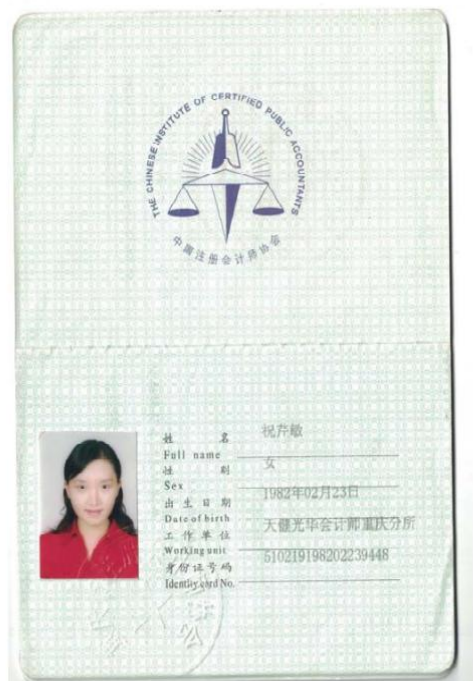 THE CHINESE INSTITUTE OF CERTIFIED PUBLIC ACCOUNTANTS
中国注册会计师协会
姓 名 祝芹敏
Full name
性 别 女
Sex
出生日期 1982年02月23日
Date of birth
工作单位 天健光华会计师重庆分所
Working unit
身份证号码 510219198202239448
Identity card No.